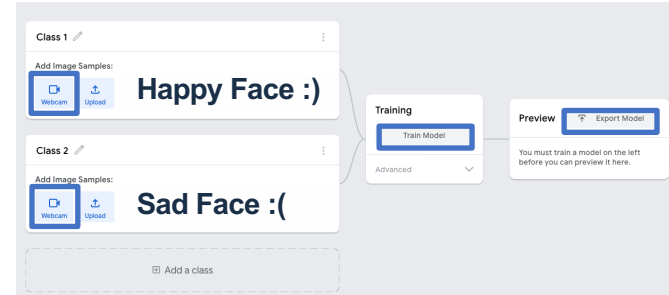 Class 1
Add Image Samples:
Webcam
Upload
Happy Face :)
Class 2
Add Image Samples:
Webcam
Upload
Sad Face :(
Add a class
Training
Train Model
Advanced
Preview
Export Model
You must train a model on the left
before you can preview it here.